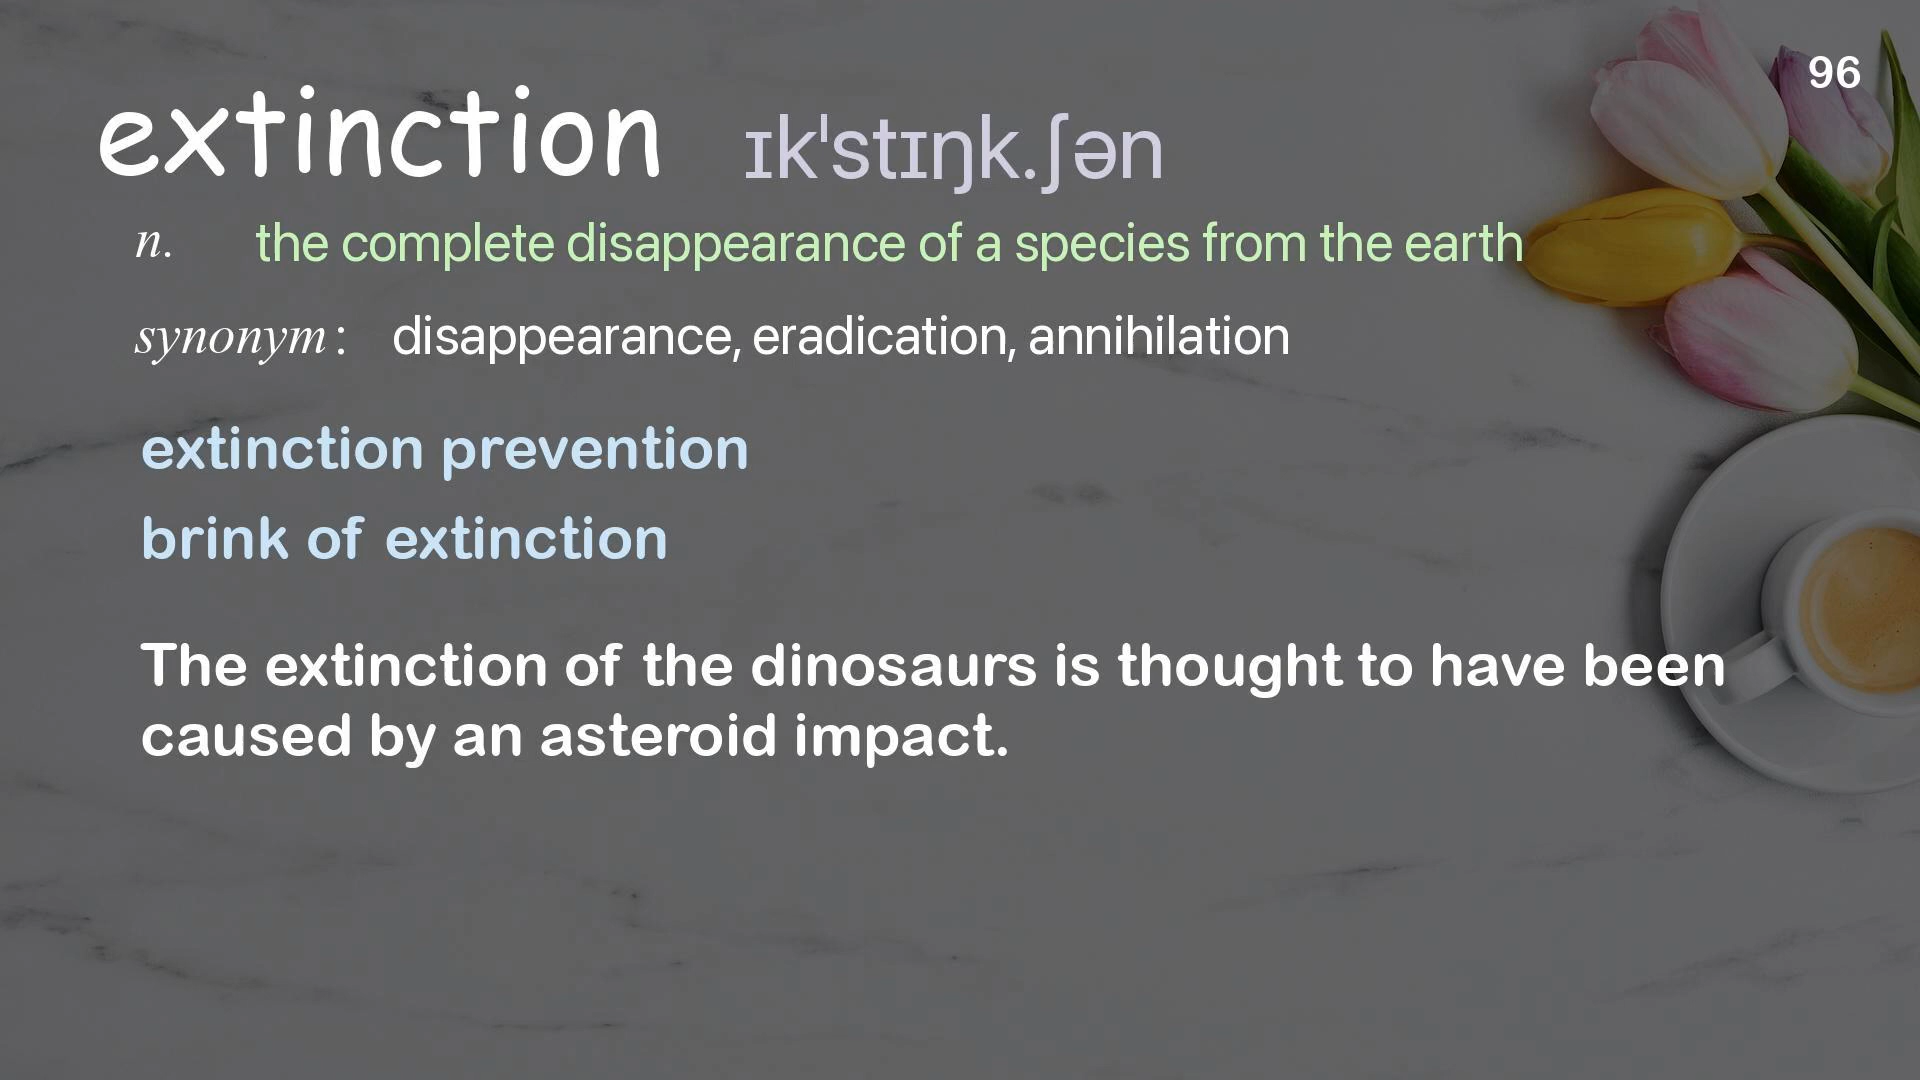 96
extinction ɪkˈstɪŋk.ʃən
n. the complete disappearance of a species from the earth
synonym : disappearance, eradication, annihilation
extinction prevention
brink of extinction
The extinction of the dinosaurs is thought to have been
caused by an asteroid impact.